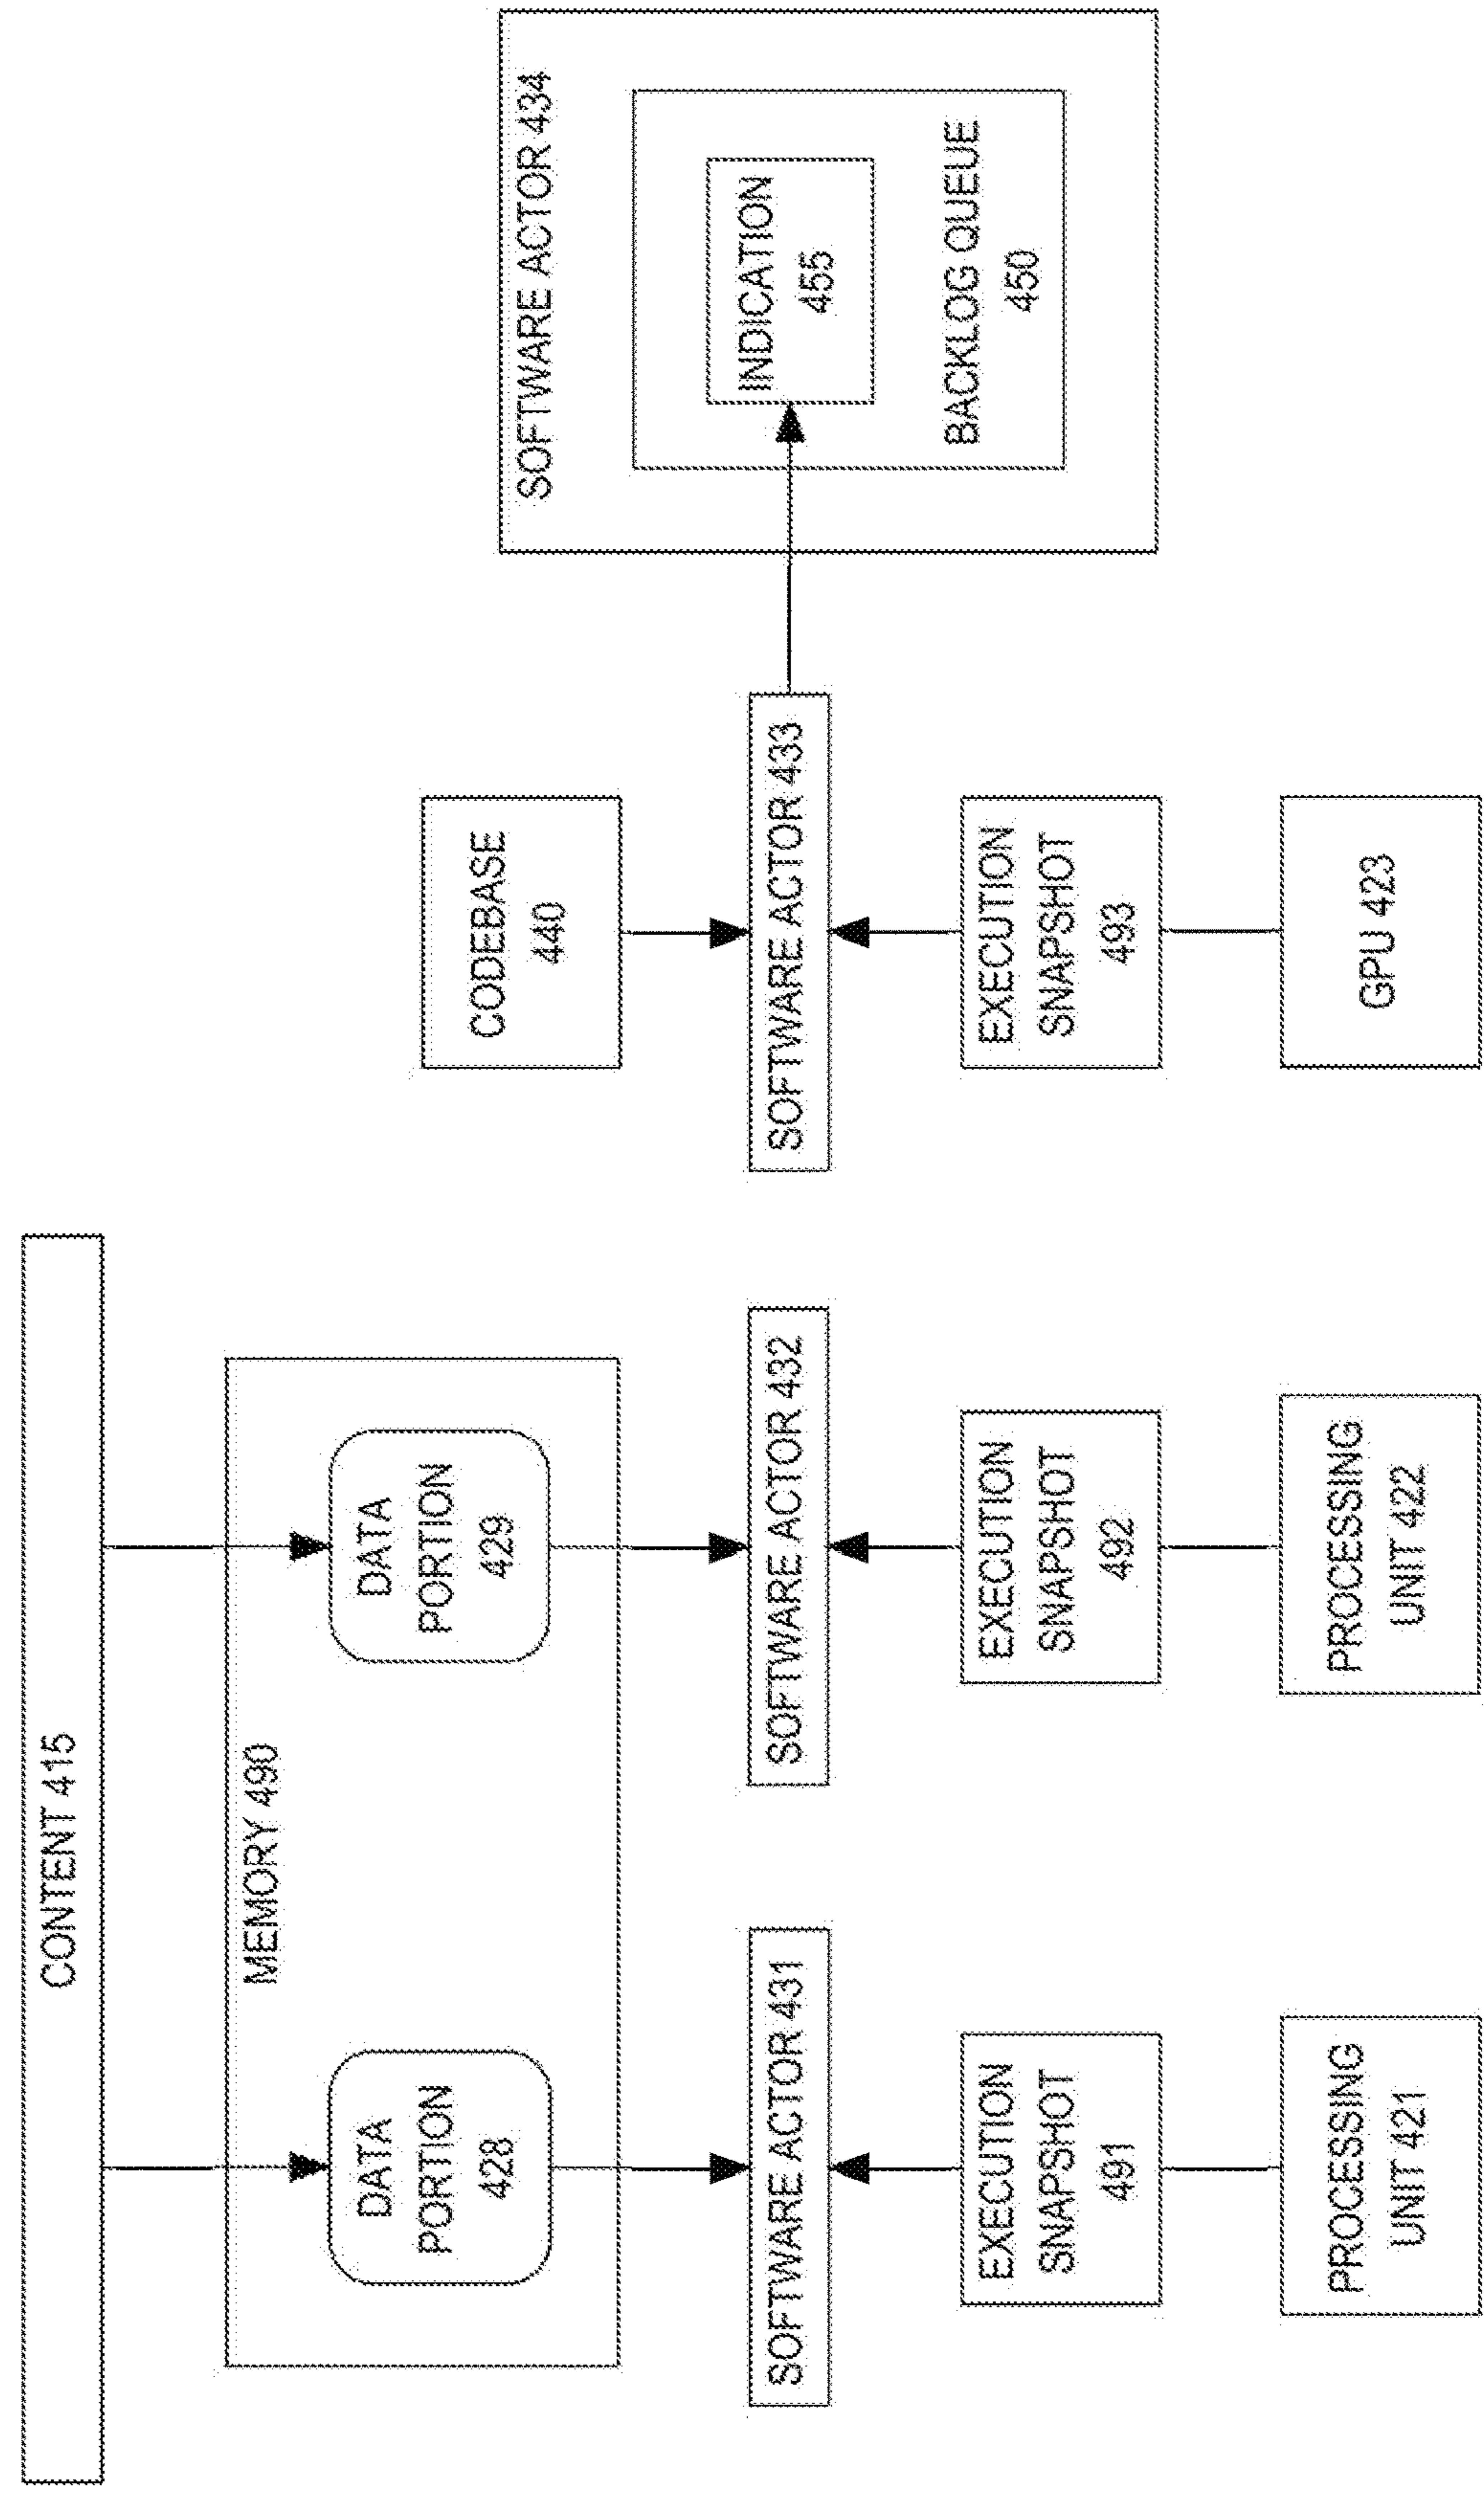 CONTENT 415
MEMORY 490
DATA
PORTION
428
DATA
PORTION
429
CODEBASE
440
SOFTWARE ACTOR 434
INDICATION
455
BACKLOG QUEUE
450
SOFTWARE ACTOR 431
SOFTWARE ACTOR 432
SOFTWARE ACTOR 433
EXECUTION
SNAPSHOT
491
EXECUTION
SNAPSHOT
492
EXECUTION
SNAPSHOT
493
PROCESSING
UNIT 421
PROCESSING
UNIT 422
GPU 423